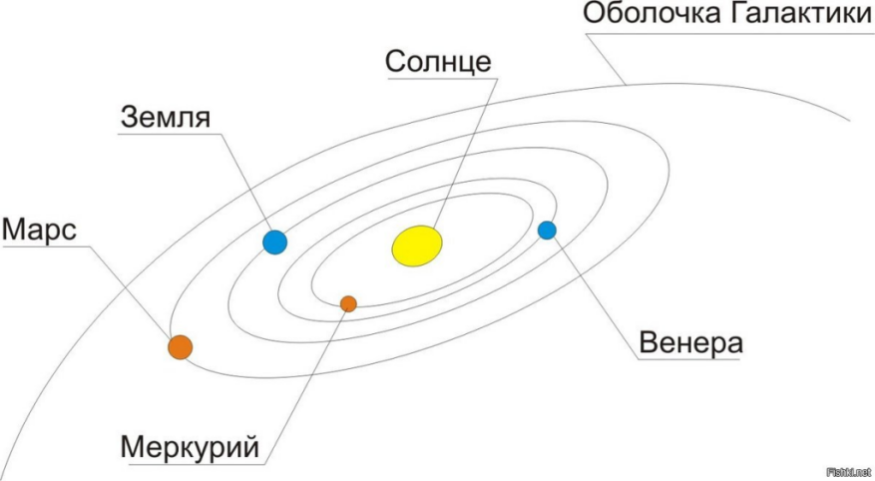 Оболочка Галактики
Солнце
Земля
Марс
Венера
Меркурий
Fishki.net